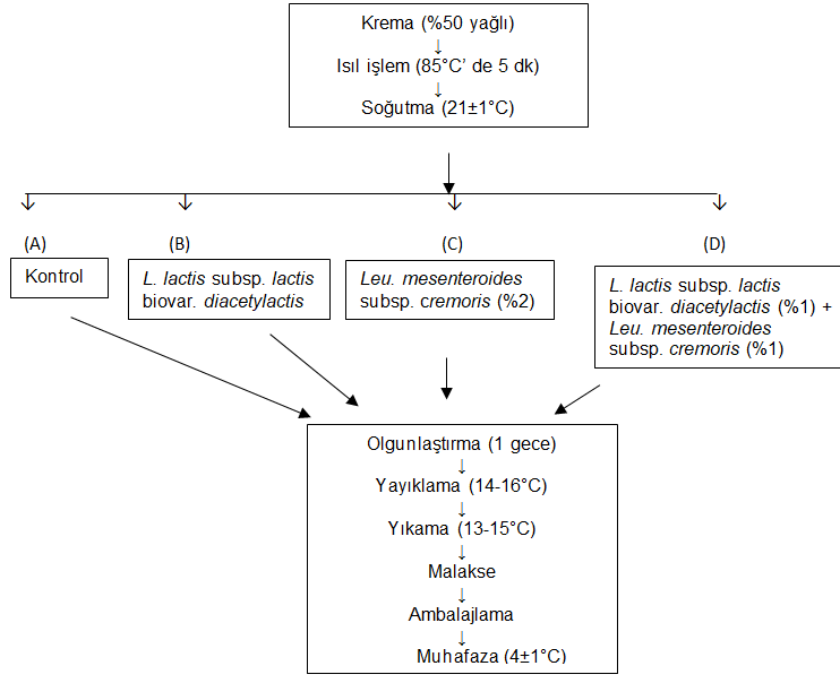 Krema (%50 yağlı)
↓
Isıl işlem (85°C' de 5 dk)
↓
Soğutma (21±1°C)
(A)
Kontrol
(B)
L. lactis subsp. lactis
biovar. diacetylactis
(C)
Leu. mesenteroides
subsp. cremoris (%2)
(D)
L. lactis subsp. lactis
biovar. diacetylactis (%1) +
Leu. mesenteroides
subsp. cremoris (%1)
Olgunlaştırma (1 gece)
↓
Yayıklama (14-16°C)
↓
Yıkama (13-15°C)
↓
Malakse
↓
Ambalajlama
↓
Muhafaza (4±1°C)